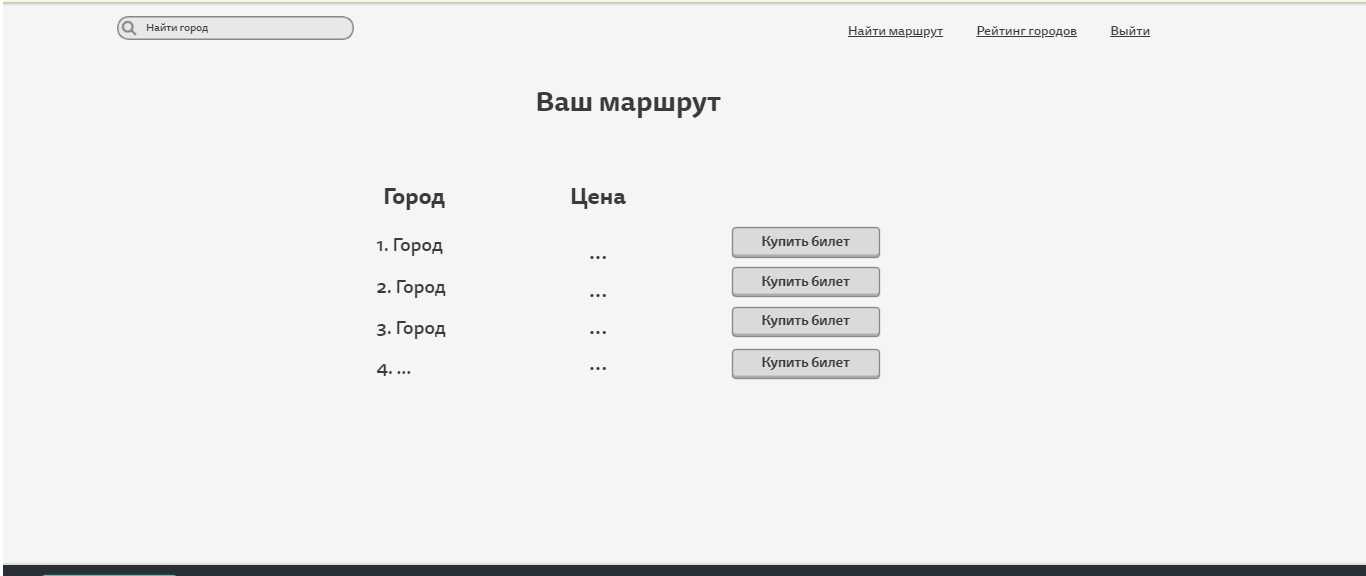 Найти город
Найти маршрут Рейтинг городов Выйти
Ваш маршрут
Город Цена
1. Город ... Купить билет
2. Город ... Купить билет
3. Город ... Купить билет
4. ... ... Купить билет